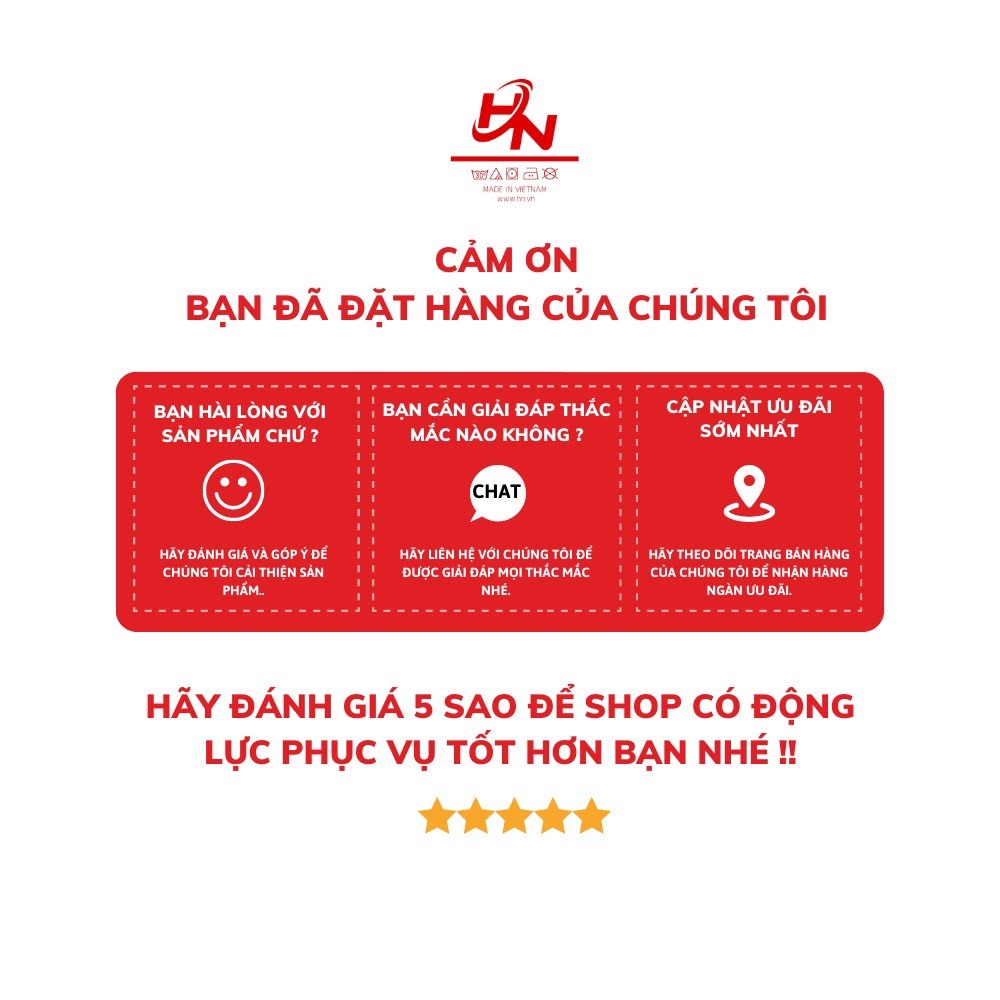 HN
30
MADE IN VIETNAM
www.hn.vn
CẢM ƠN
BẠN ĐÃ ĐẶT HÀNG CỦA CHÚNG TÔI
BẠN HÀI LÒNG VỚI
SẢN PHẨM CHỨ ?
HÃY ĐÁNH GIÁ VÀ GÓP Ý ĐỂ
CHÚNG TÔI CẢI THIỆN SẢN
PHẨM..
BẠN CẦN GIẢI ĐÁP THẮC
MẮC NÀO KHÔNG ?
CHAT
HÃY LIÊN HỆ VỚI CHÚNG TÔI ĐỂ
ĐƯỢC GIẢI ĐÁP MỌI THẮC MẮC
NHÉ.
CẬP NHẬT ƯU ĐÃI
SỚM NHẤT
HÃY THEO DÕI TRANG BÁN HÀNG
CỦA CHÚNG TÔI ĐỂ NHẬN HÀNG
NGÀN ƯU ĐÃI.
HÃY ĐÁNH GIÁ 5 SAO ĐỂ SHOP CÓ ĐỘNG
LỰC PHỤC VỤ TỐT HƠN BẠN NHÉ !!